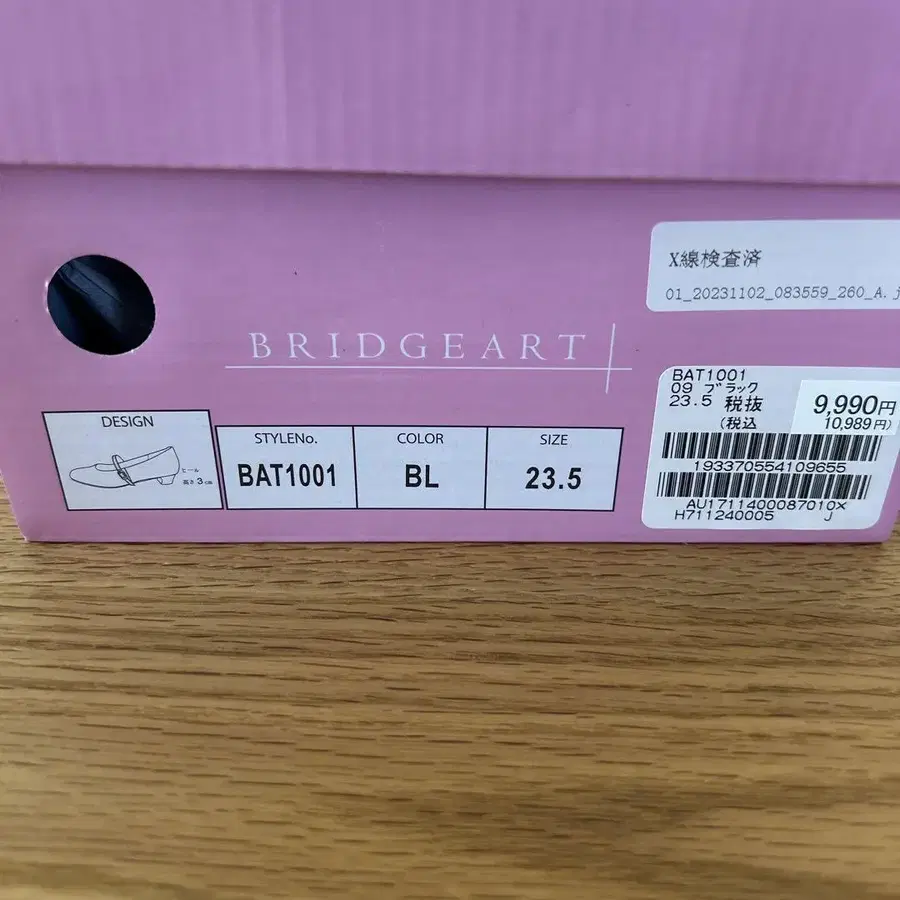 X線検査済
01_20231102_083559_260_A.j
BRIDGEART
DESIGN
ヒール
高さ3cm
STYLENo.
BAT1001
COLOR
BL
SIZE
23.5
BAT1001
09 ブラック
23.5 税抜 9,990円
(税込 10,989円)
193370554109655
AU1711400087010X
H711240005 J